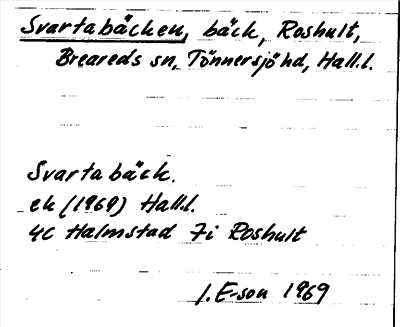 Svartabäcken, bäck, Roshult,
Breareds sn, Tönnersjö hd, Hall.l.
Svartabäck.
ek (1969) Hall.l.
4C Halmstad 7i Roshult
J. E-son 1969